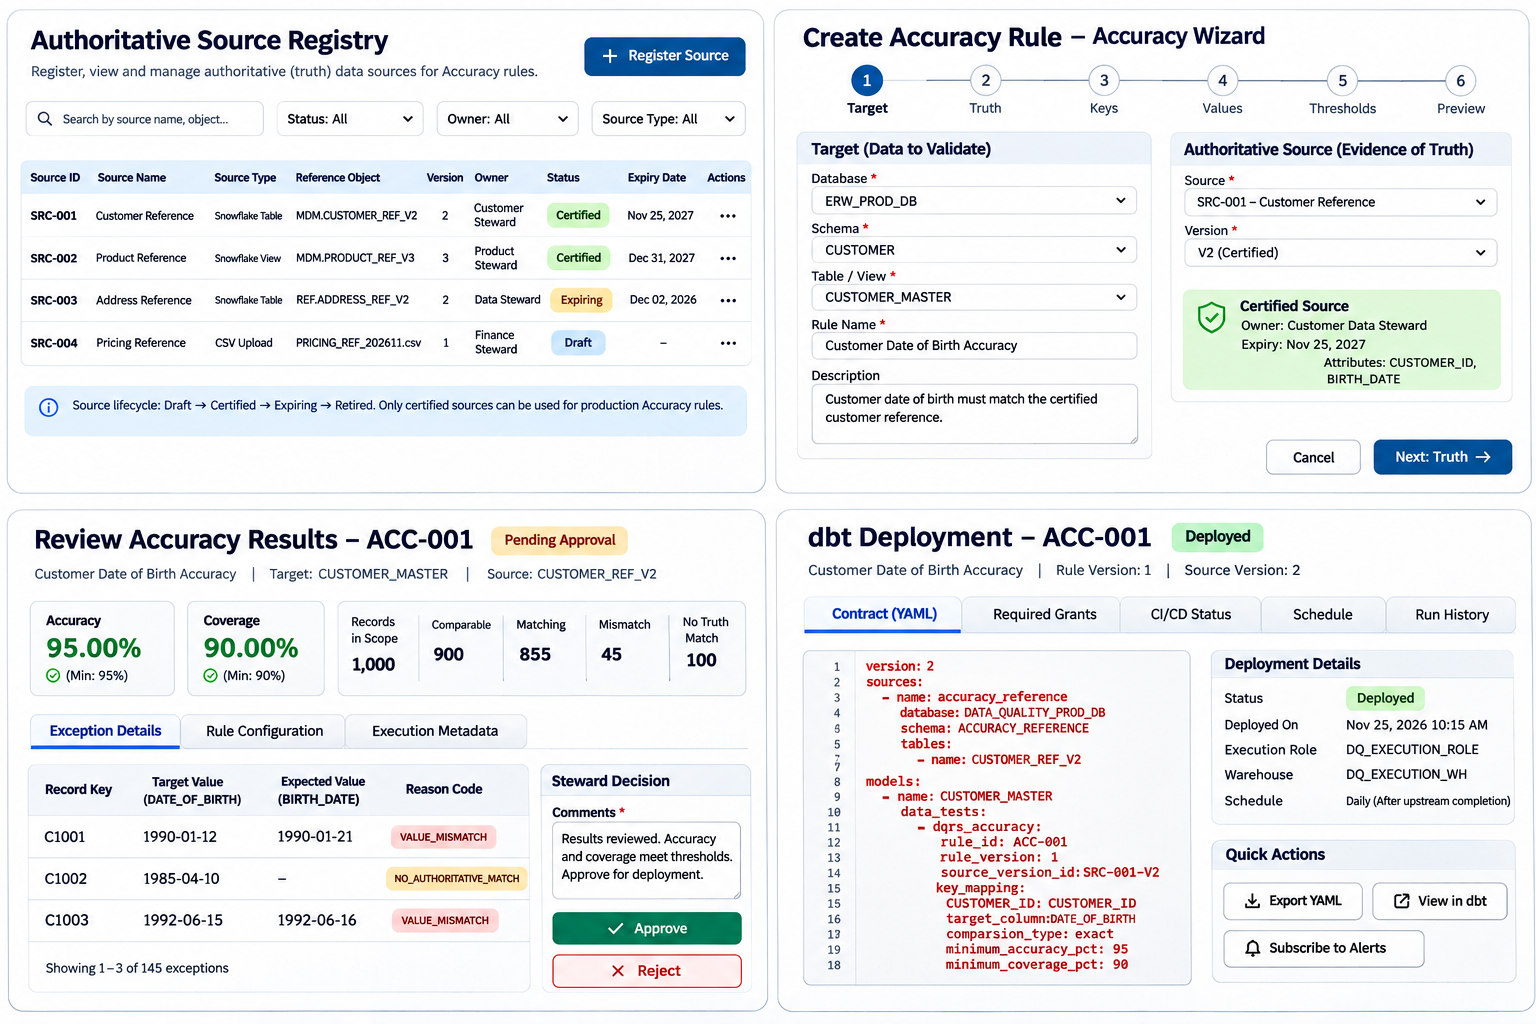 Authoritative Source Registry
Register, view and manage authoritative (truth) data sources for Accuracy rules.
+ Register Source
Search by source name, object...
Status: All
Owner: All
Source Type: All
Source ID Source Name Source Type Reference Object Version Owner Status Expiry Date Actions
SRC-001 Customer Reference Snowflake Table MDM.CUSTOMER_REF_V2 2 Customer Steward Certified Nov 25, 2027 •••
SRC-002 Product Reference Snowflake View MDM.PRODUCT_REF_V3 3 Product Steward Certified Dec 31, 2027 •••
SRC-003 Address Reference Snowflake Table REF.ADDRESS_REF_V2 2 Data Steward Expiring Dec 02, 2026 •••
SRC-004 Pricing Reference CSV Upload PRICING_REF_202611.csv 1 Finance Steward Draft – •••
Source lifecycle: Draft → Certified → Expiring → Retired. Only certified sources can be used for production Accuracy rules.
Create Accuracy Rule – Accuracy Wizard
1 2 3 4 5 6
Target Truth Keys Values Thresholds Preview
Target (Data to Validate)
Database *
ERW_PROD_DB
Schema *
CUSTOMER
Table / View *
CUSTOMER_MASTER
Rule Name *
Customer Date of Birth Accuracy
Description
Customer date of birth must match the certified
customer reference.
Authoritative Source (Evidence of Truth)
Source *
SRC-001 – Customer Reference
Version *
V2 (Certified)
Certified Source
Owner: Customer Data Steward
Expiry: Nov 25, 2027
Attributes: CUSTOMER_ID,
BIRTH_DATE
Cancel
Next: Truth →
Review Accuracy Results – ACC-001 Pending Approval
Customer Date of Birth Accuracy | Target: CUSTOMER_MASTER | Source: CUSTOMER_REF_V2
Accuracy
95.00%
(Min: 95%)
Coverage
90.00%
(Min: 90%)
Records
in Scope
1,000
Comparable
900
Matching
855
Mismatch
45
No Truth
Match
100
Exception Details
Rule Configuration
Execution Metadata
Record Key Target Value (DATE_OF_BIRTH) Expected Value (BIRTH_DATE) Reason Code
C1001 1990-01-12 1990-01-21 VALUE_MISMATCH
C1002 1985-04-10 – NO_AUTHORITATIVE_MATCH
C1003 1992-06-15 1992-06-16 VALUE_MISMATCH
Showing 1–3 of 145 exceptions
Steward Decision
Comments *
Results reviewed. Accuracy
and coverage meet thresholds.
Approve for deployment.
Approve
Reject
dbt Deployment – ACC-001 Deployed
Customer Date of Birth Accuracy | Rule Version: 1 | Source Version: 2
Contract (YAML)
Required Grants
CI/CD Status
Schedule
Run History
1 version: 2
2 sources:
3 – name: accuracy_reference
4 database: DATA_QUALITY_PROD_DB
schema: ACCURACY_REFERENCE
5 tables:
7 – name: CUSTOMER_REF_V2
8 models:
9 – name: CUSTOMER_MASTER
10 data_tests:
11 – dqrs_accuracy:
12 rule_id: ACC-001
13 rule_version: 1
14 source_version_id: SRC-001-V2
15 key_mapping:
15 CUSTOMER_ID: CUSTOMER_ID
16 target_column:DATE_OF_BIRTH
comparsion_type: exact
19 minimum_accuracy_pct: 95
18 minimum_coverage_pct: 90
Deployment Details
Status Deployed
Deployed On Nov 25, 2026 10:15 AM
Execution Role DQ_EXECUTION_ROLE
Warehouse DQ_EXECUTION_WH
Schedule Daily (After upstream completion)
Quick Actions
Export YAML
View in dbt
Subscribe to Alerts